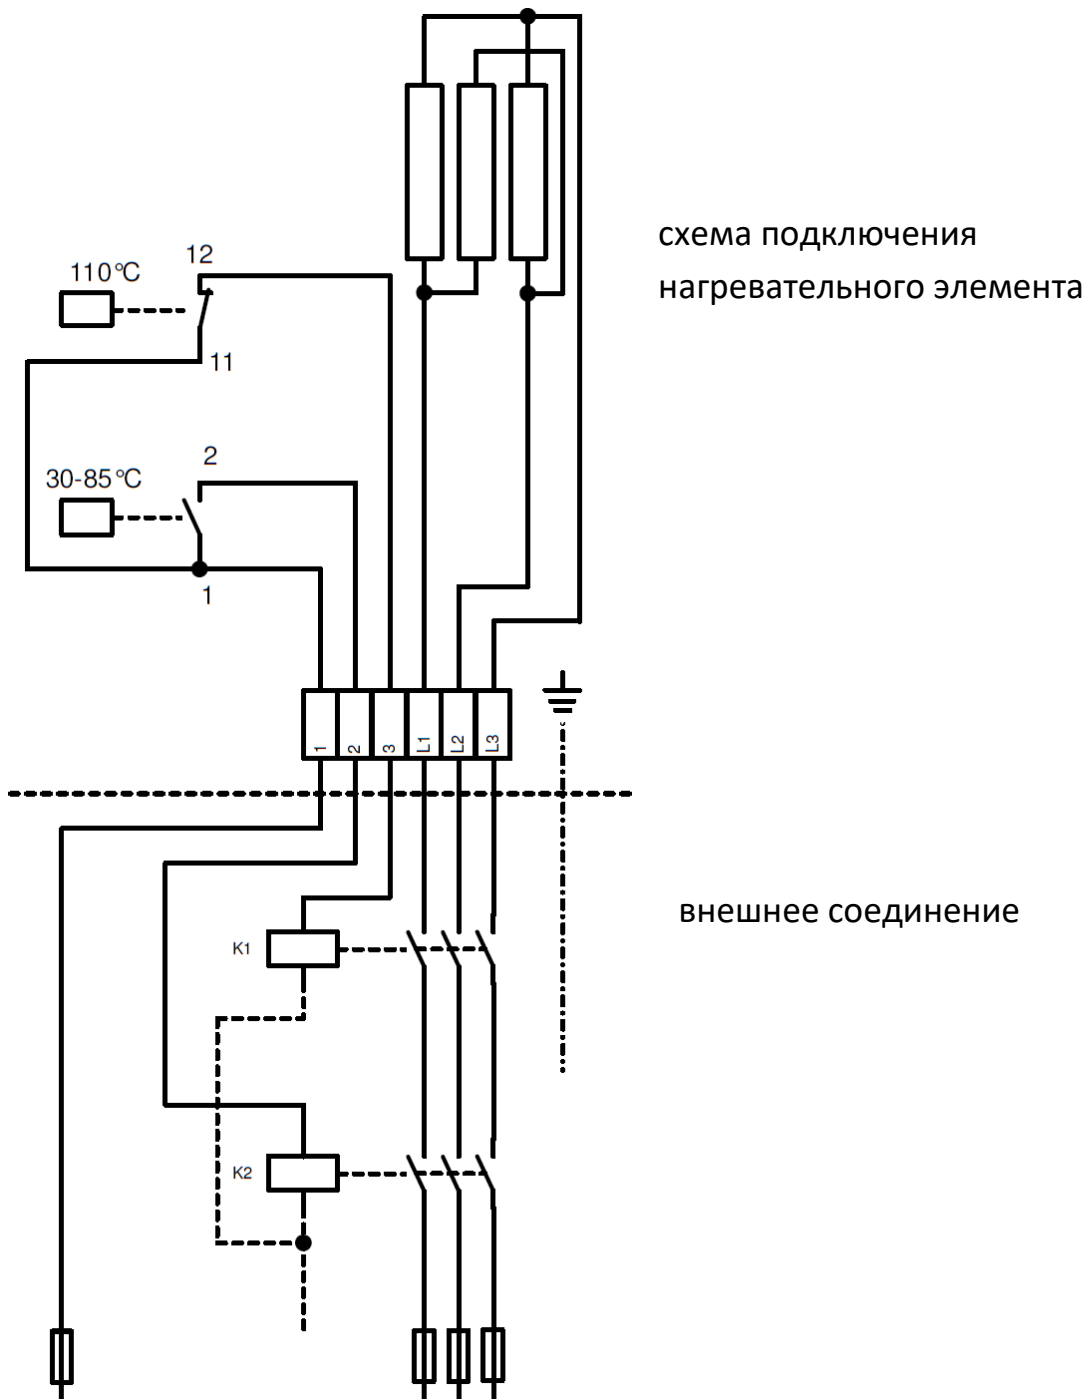 схема подключения
нагревательного элемента
12
110°C
11
2
30-85°C
1
1
2
3
L1
L2
L3
внешнее соединение
K1
K2